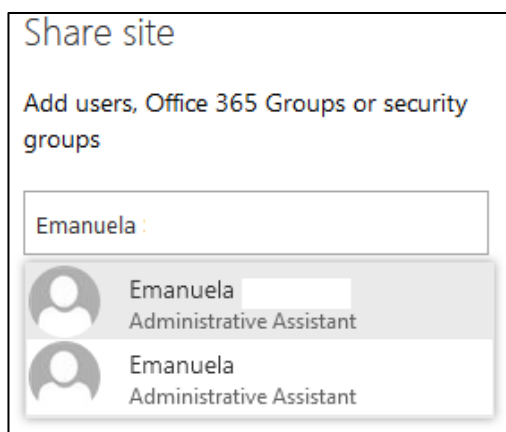 Share site
Add users, Office 365 Groups or security
groups
Emanuela
Emanuela
Administrative Assistant
Emanuela
Administrative Assistant